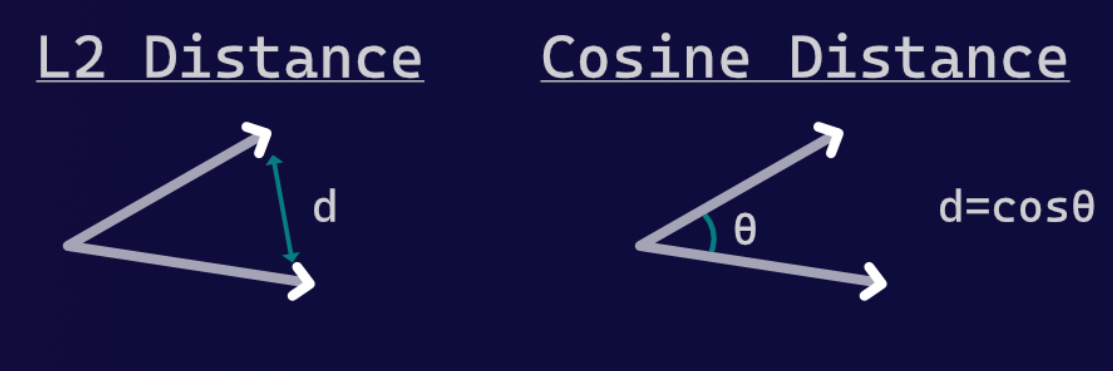 L2 Distance
Cosine Distance
d
θ
d=cosθ